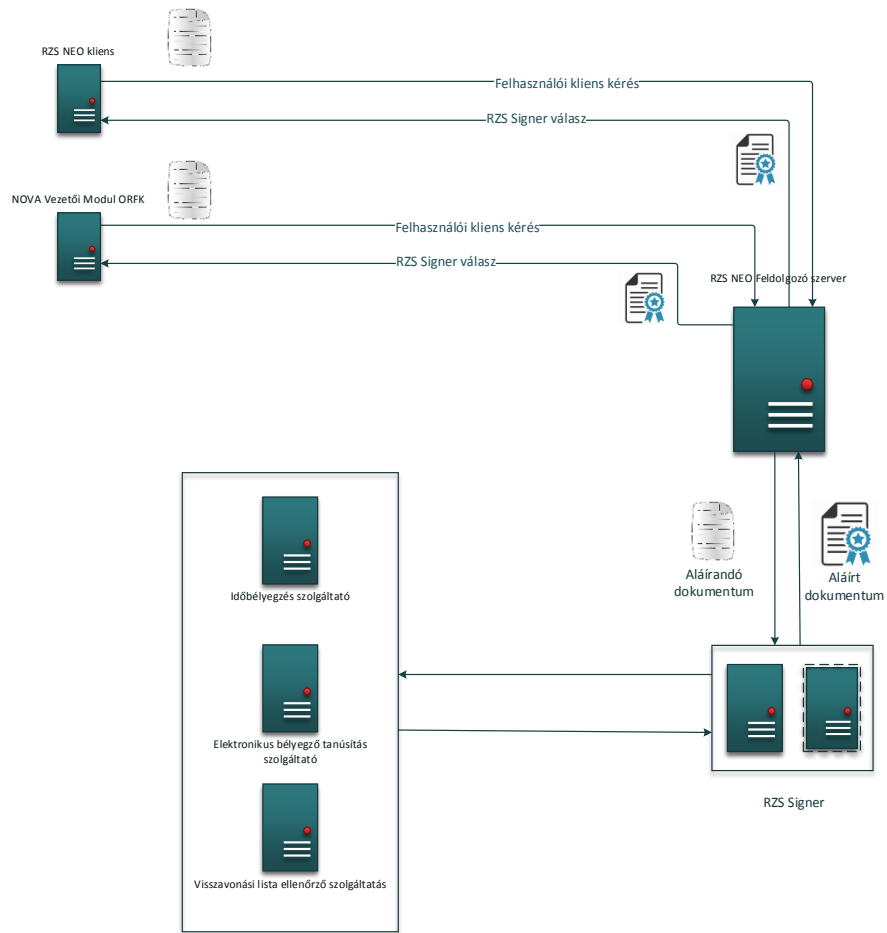 RZS NEO kliens
Felhasználói kliens kérés
RZS Signer válasz
NOVA Vezetői Modul ORFK
Felhasználói kliens kérés
RZS Signer válasz
RZS NEO Feldolgozó szerver
Aláírandó
dokumentum
Aláírt
dokumentum
Időbélyegzés szolgáltató
Elektronikus bélyegző tanúsítás
szolgáltató
Visszavonási lista ellenőrző szolgáltatás
RZS Signer